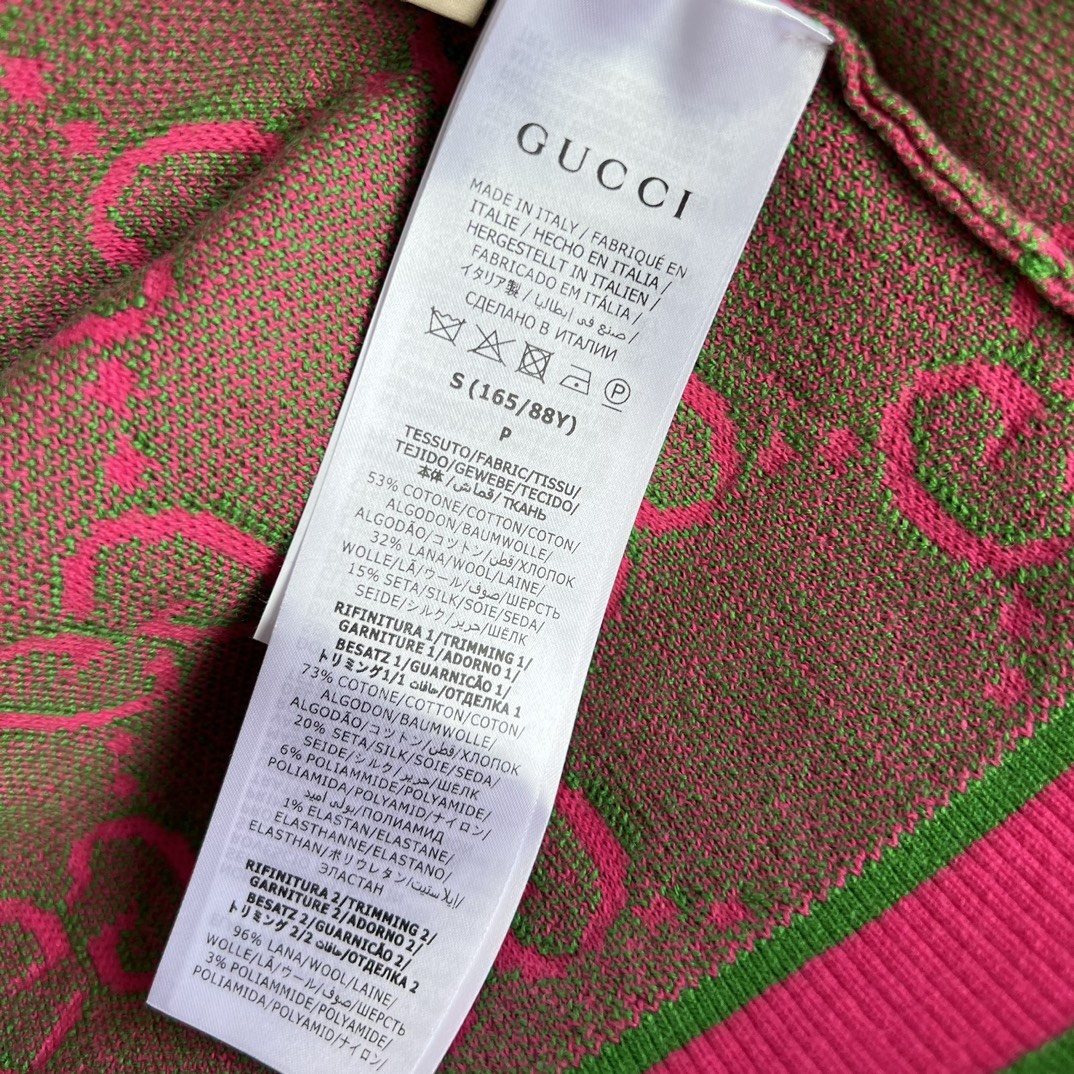 GUCCI
MADE IN ITALY / FABRIQUÉ EN
ITALIE / HECHO EN ITALIA /
HERGESTELLT IN ITALIEN /
FABRICADO EM ITÁLIA /
イタリア製 / صنع في إيطاليا /
СДЕЛАНО В ИТАЛИИ
P
S (165/88Y)
P
TESSUTO/FABRIC/TISSU/
TEJIDO/GEWEBE/TECIDO/
本体/قماش/ТКАНЬ
53% COTONE/COTTON/COTON/
ALGODON/BAUMWOLLE/
ALGODÃO/コットン/قطن/ХЛОПОК
32% LANA/WOOL/LAINE/
WOLLE/LÃ/ウール/صوف/ШЕРСТЬ
15% SETA/SILK/SOIE/SEDA/
SEIDE/シルク/حرير/ШЁЛК
RIFINITURA 1/TRIMMING 1/
GARNITURE 1/ADORNO 1/
BESATZ 1/GUARNICÃO 1/
トリミング1/1 حافات/ОТДЕЛКА 1
73% COTONE/COTTON/COTON/
ALGODON/BAUMWOLLE/
ALGODÃO/コットン/قطن/ХЛОПОК
20% SETA/SILK/SOIE/SEDA/
SEIDE/シルク/حرير/ШЁЛК
6% POLIAMMIDE/POLYAMIDE/
POLIAMIDA/POLYAMID/ナイロン/
بولي اميد/ПОЛИАМИД
1% ELASTAN/ELASTANE/
ELASTHANNE/ELASTANO/
ELASTHAN/ポリウレタン/إيلاستيت/
ЭЛАСТАН
RIFINITURA 2/TRIMMING 2/
GARNITURE 2/ADORNO 2/
BESATZ 2/GUARNICÃO 2/
トリミング 2/2 حافات/ОТДЕЛКА 2
96% LANA/WOOL/LAINE/
WOLLE/LÃ/ウール/صوف/ШЕРСТЬ
3% POLIAMMIDE/POLYAMIDE/
POLIAMIDA/POLYAMID/ナイロン/